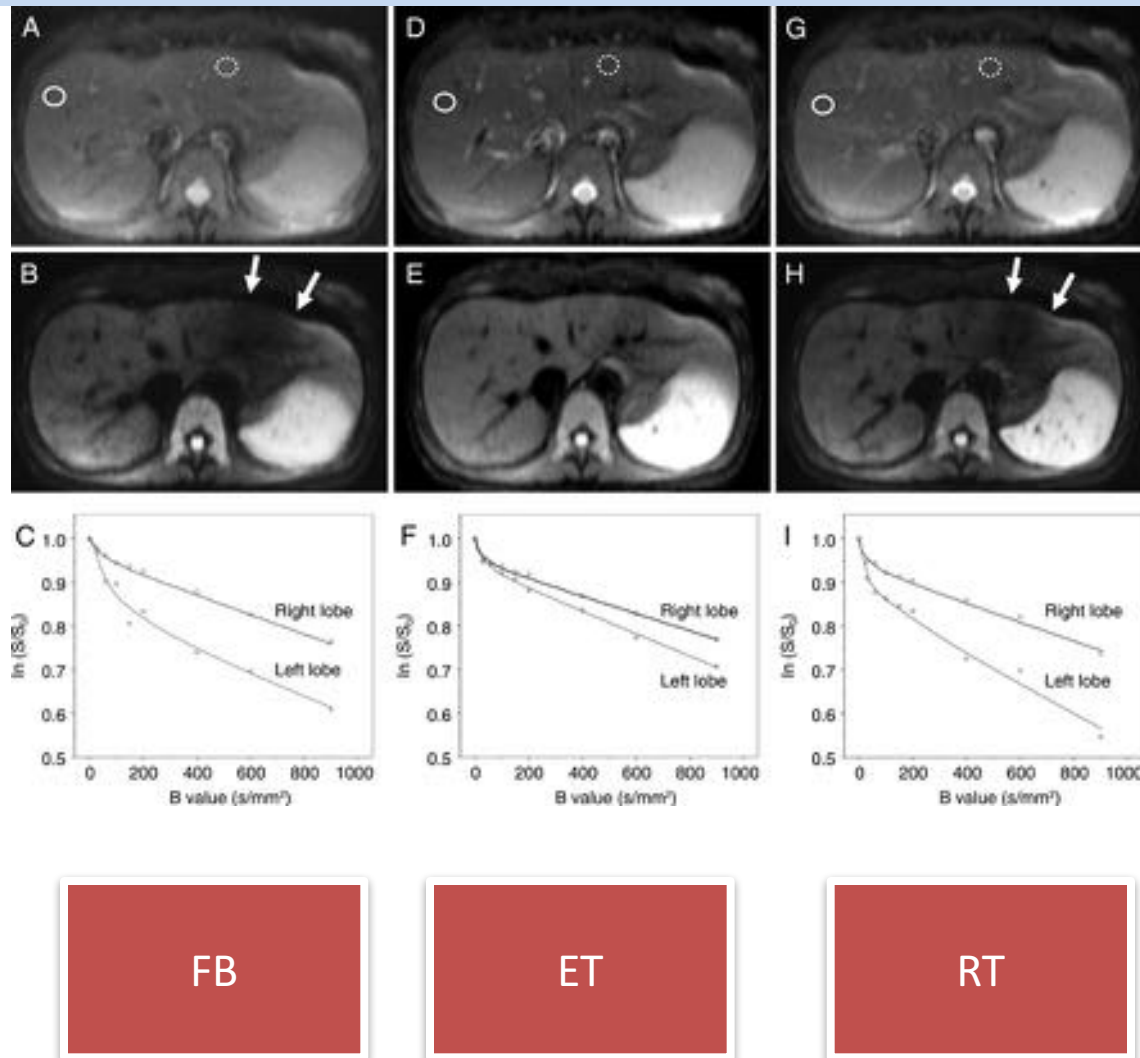 A
D
G
B
E
H
C
1.0
0.9
0.8
0.7
0.6
0.5
ln (S/S₀)
Right lobe
Left lobe
0 200 400 600 800 1000
B value (s/mm²)
F
1.0
0.9
0.8
0.7
0.6
0.5
ln (S/S₀)
Right lobe
Left lobe
0 200 400 600 800 1000
B value (s/mm²)
I
1.0
0.9
0.8
0.7
0.6
0.5
ln (S/S₀)
Right lobe
Left lobe
0 200 400 600 800 1000
B value (s/mm²)
FB
ET
RT